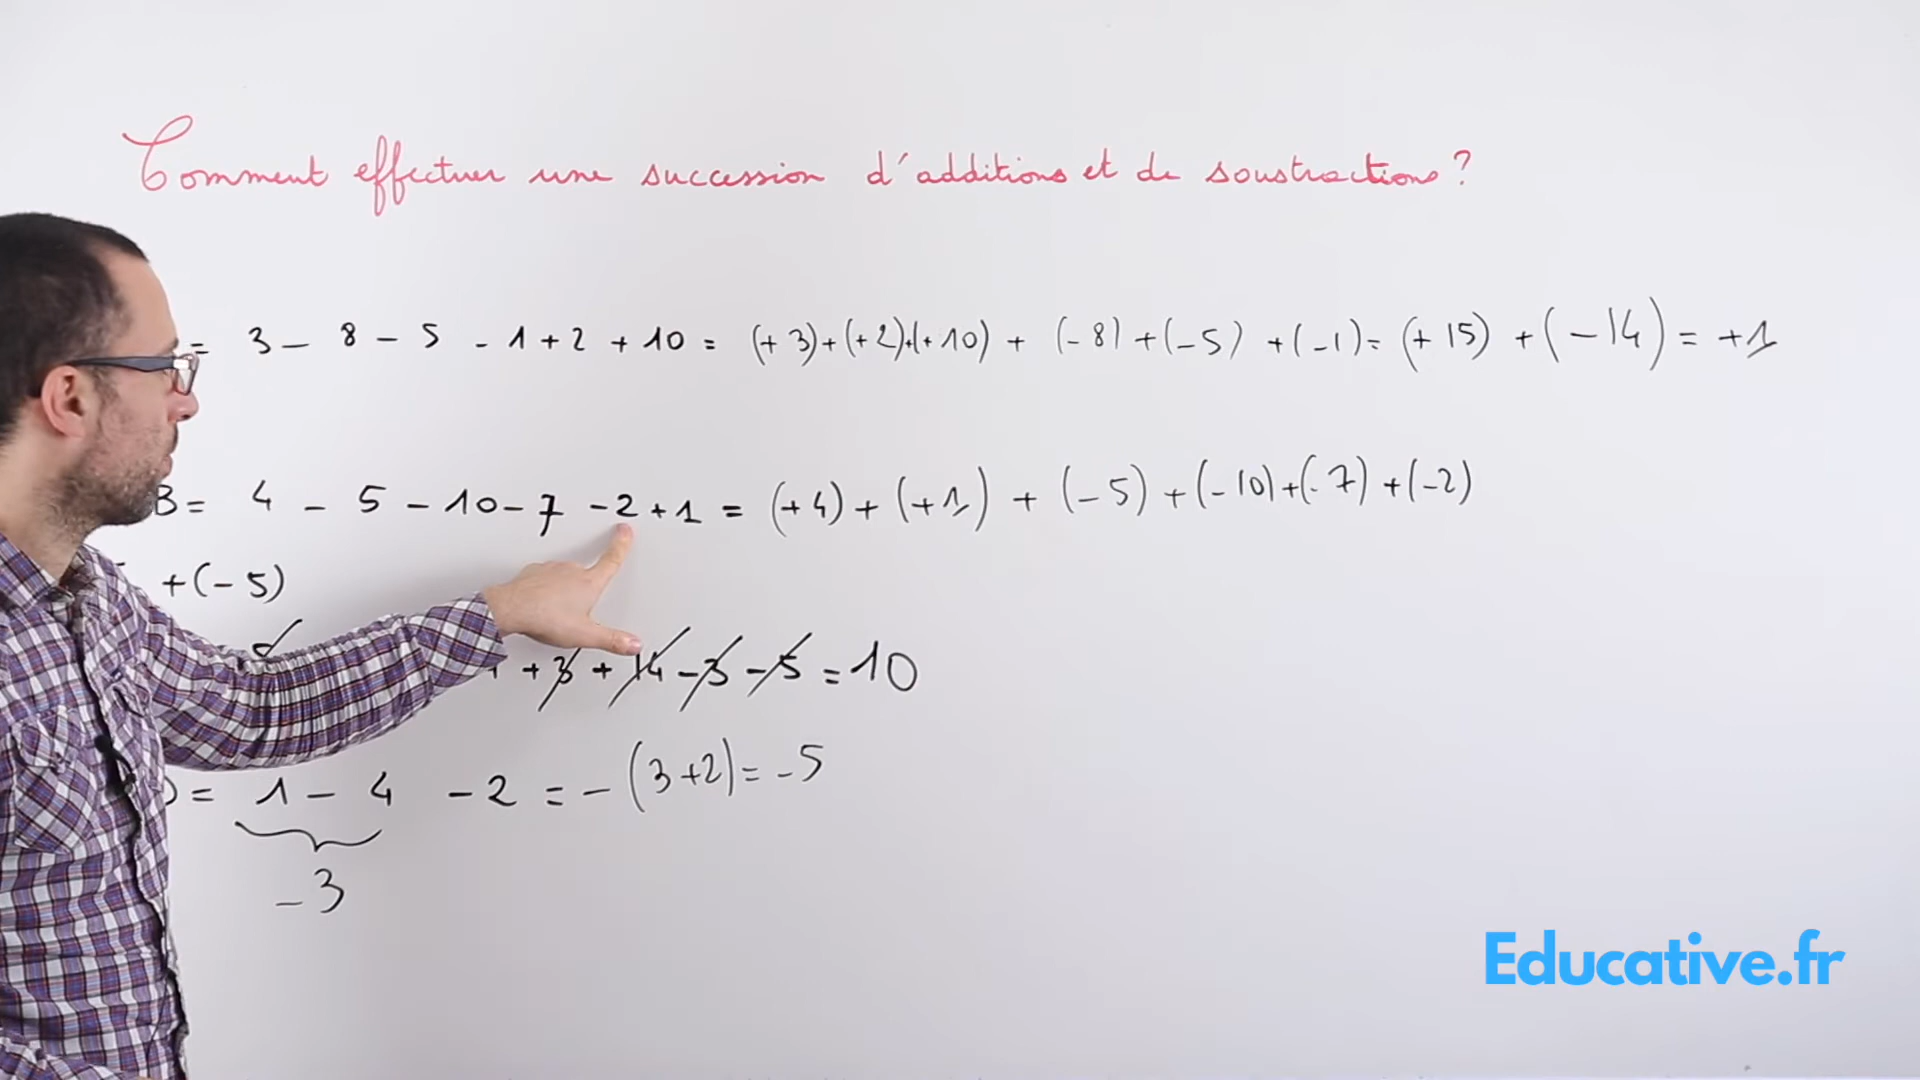 Comment effectuer une succession d'additions et de soustractions ?
= 3 - 8 - 5 - 1 + 2 + 10 = (+ 3) + (+ 2) + (+ 10) + (- 8) + (- 5) + (- 1) = (+ 15) + (- 14) = + 1
B = 4 - 5 - 10 - 7 - 2 + 1 = (+ 4) + (+ 1) + (- 5) + (- 10) + (- 7) + (- 2)
+ (- 5)
+ 3 + 14 - 3 - 5 = 10
= 1 - 4 - 2 = - (3 + 2) = - 5
- 3
Educative.fr